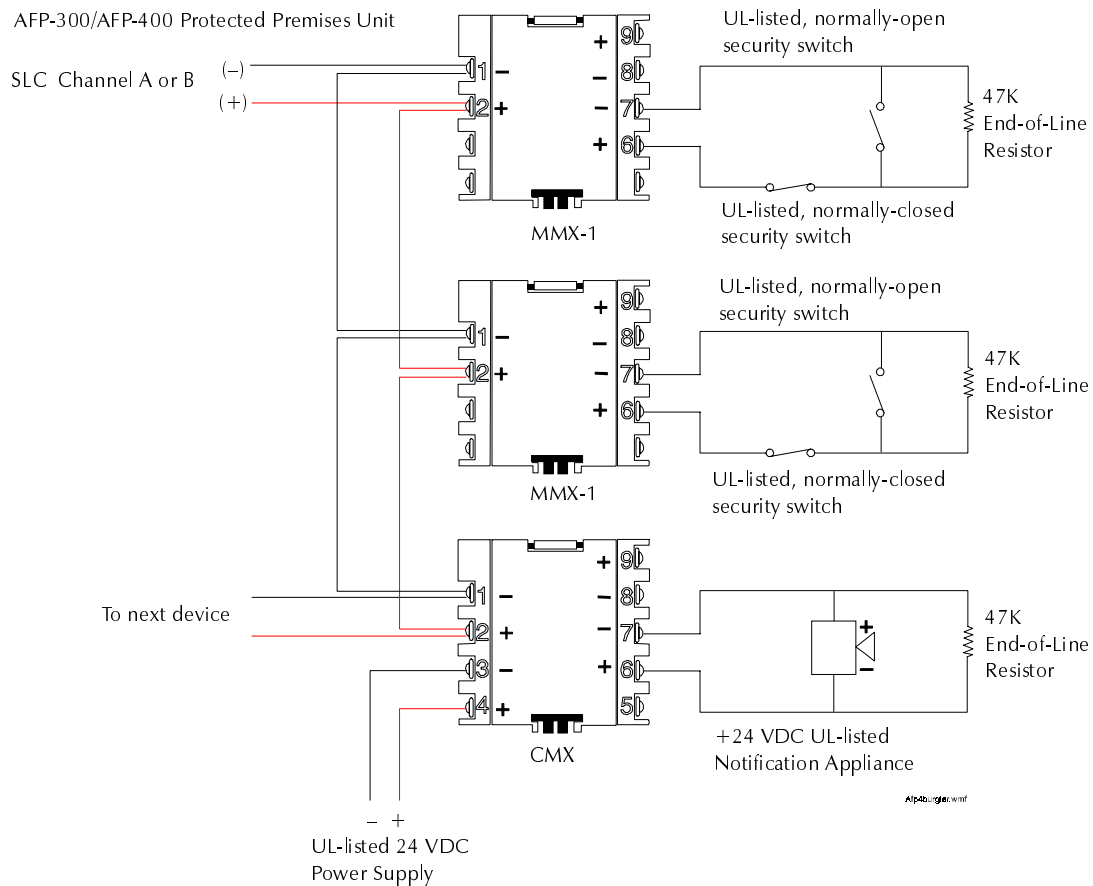 AFP-300/AFP-400 Protected Premises Unit
SLC Channel A or B
(–)
(+)
1 –
2 +
+ 9
– 8
– 7
+ 6
MMX-1
UL-listed, normally-open
security switch
47K
End-of-Line
Resistor
UL-listed, normally-closed
security switch
1 –
2 +
+ 9
– 8
– 7
+ 6
MMX-1
UL-listed, normally-open
security switch
47K
End-of-Line
Resistor
UL-listed, normally-closed
security switch
To next device
1 –
2 +
3 –
4 +
+ 9
– 8
– 7
+ 6
5
CMX
+
–
47K
End-of-Line
Resistor
+24 VDC UL-listed
Notification Appliance
Afp4burglar.wmf
– +
UL-listed 24 VDC
Power Supply